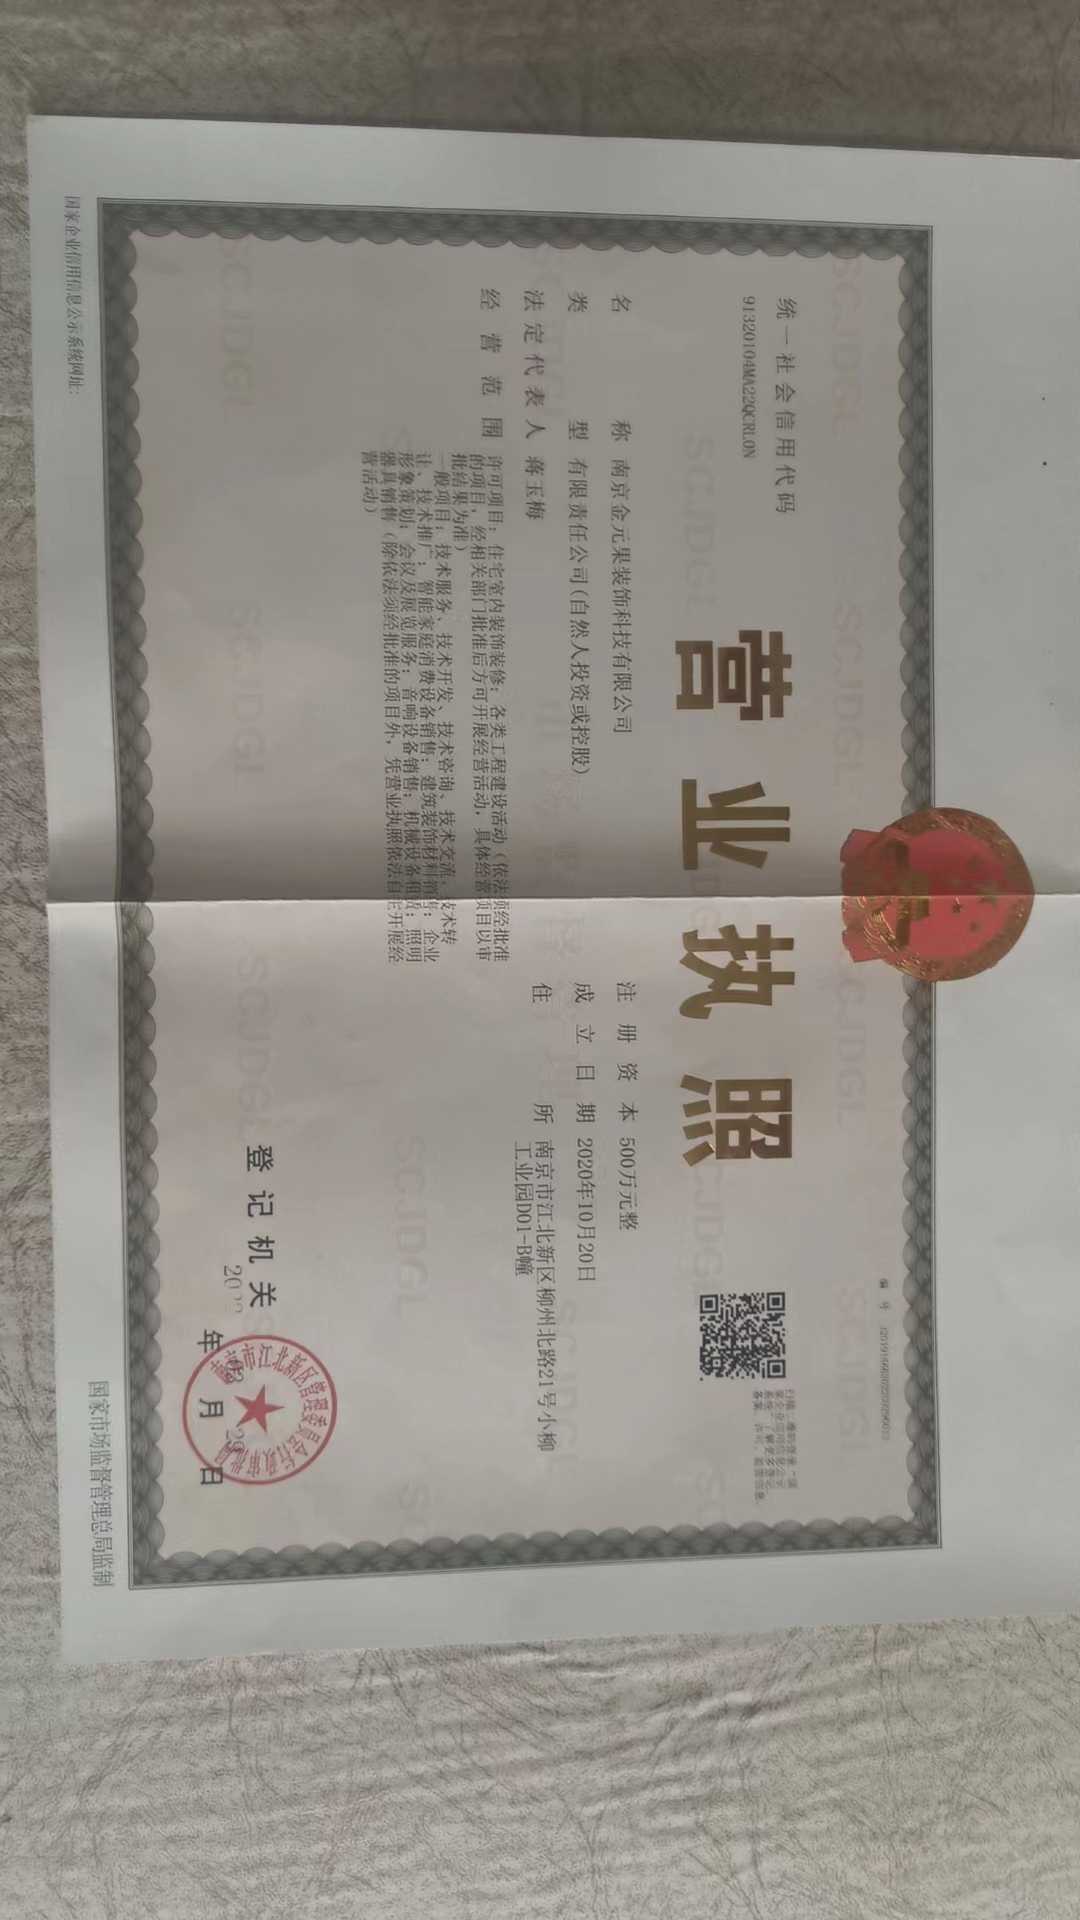 编 号
统一社会信用代码
91320104MA22QCRL0N
营业执照
名 称 南京金元果装饰科技有限公司
类 型 有限责任公司(自然人投资或控股)
法定代表人 蒋玉梅
经营范围 许可项目：住宅室内装饰装修；各类工程建设活动（依法须经批准
的项目，经相关部门批准后方可开展经营活动，具体经营项目以审
批结果为准）
一般项目：技术服务、技术开发、技术咨询、技术交流、技术转
让、技术推广；智能家庭消费设备销售；建筑装饰材料销售；企业
形象策划；会议及展览服务；音响设备销售；机械设备租赁；照明
器具销售（除依法须经批准的项目外，凭营业执照依法自主开展经
营活动）
注册资本 500万元整
成立日期 2020年10月20日
住 所 南京市江北新区柳州北路21号小柳
工业园D01-B幢
登记机关
年 月 日
国家企业信用信息公示系统网址:
国家市场监督管理总局监制